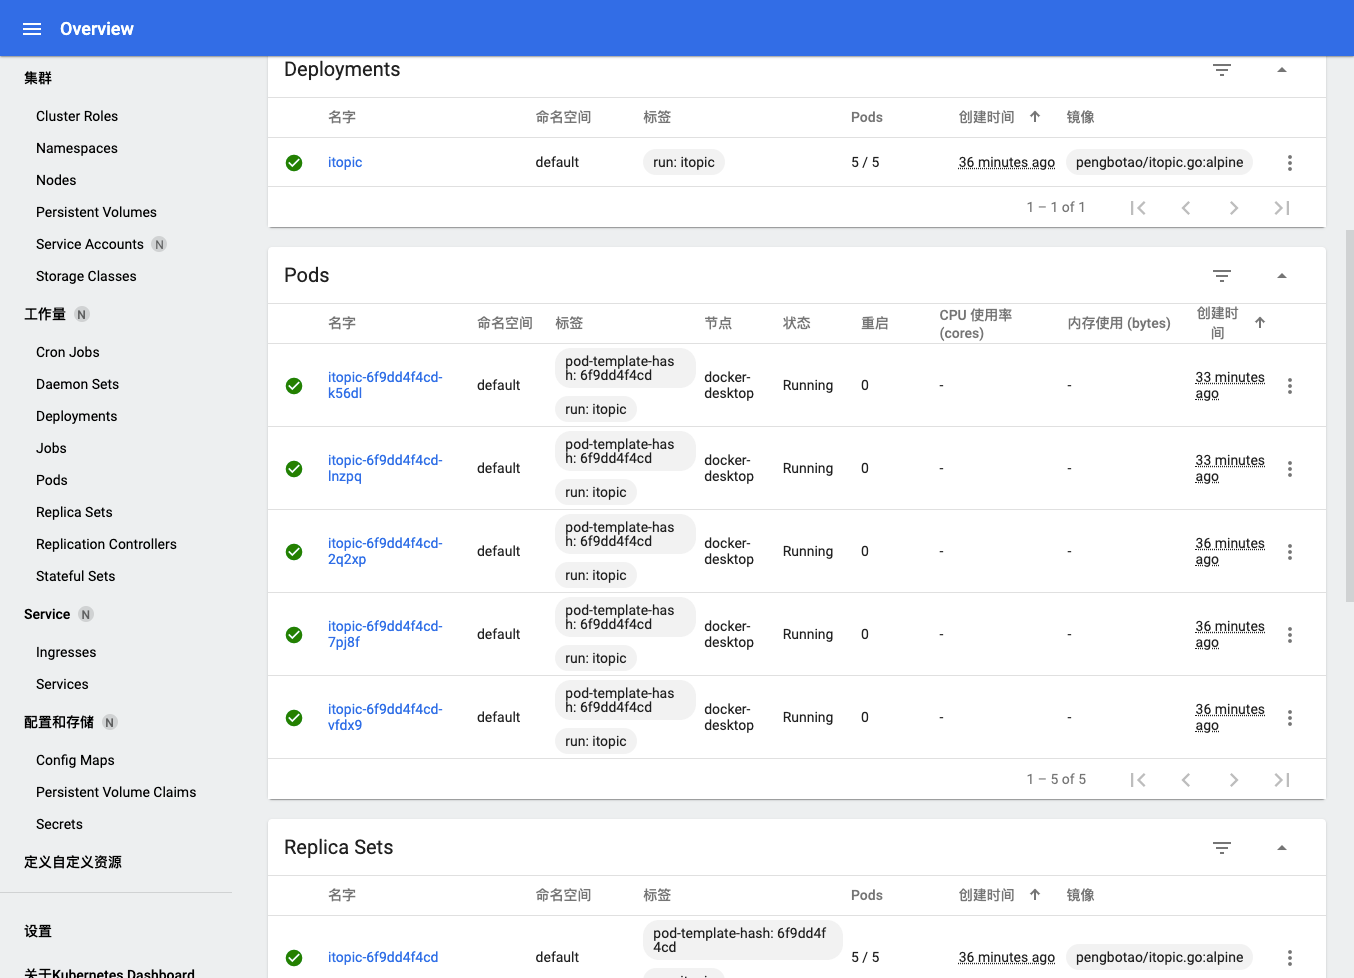 Overview
集群
Cluster Roles
Namespaces
Nodes
Persistent Volumes
Service Accounts N
Storage Classes
工作量 N
Cron Jobs
Daemon Sets
Deployments
Jobs
Pods
Replica Sets
Replication Controllers
Stateful Sets
Service N
Ingresses
Services
配置和存储 N
Config Maps
Persistent Volume Claims
Secrets
定义自定义资源
设置
关于Kubernetes Dashboard
Deployments
名字 命名空间 标签 Pods 创建时间 镜像
itopic default run: itopic 5 / 5 36 minutes ago pengbotao/itopic.go:alpine
1 – 1 of 1
Pods
名字 命名空间 标签 节点 状态 重启 CPU 使用率 (cores) 内存使用 (bytes) 创建时间
itopic-6f9dd4f4cd-k56dl default pod-template-hash: 6f9dd4f4cd run: itopic docker-desktop Running 0 - - 33 minutes ago
itopic-6f9dd4f4cd-lnzpq default pod-template-hash: 6f9dd4f4cd run: itopic docker-desktop Running 0 - - 33 minutes ago
itopic-6f9dd4f4cd-2q2xp default pod-template-hash: 6f9dd4f4cd run: itopic docker-desktop Running 0 - - 36 minutes ago
itopic-6f9dd4f4cd-7pj8f default pod-template-hash: 6f9dd4f4cd run: itopic docker-desktop Running 0 - - 36 minutes ago
itopic-6f9dd4f4cd-vfdx9 default pod-template-hash: 6f9dd4f4cd run: itopic docker-desktop Running 0 - - 36 minutes ago
1 – 5 of 5
Replica Sets
名字 命名空间 标签 Pods 创建时间 镜像
itopic-6f9dd4f4cd default pod-template-hash: 6f9dd4f4cd 5 / 5 36 minutes ago pengbotao/itopic.go:alpine